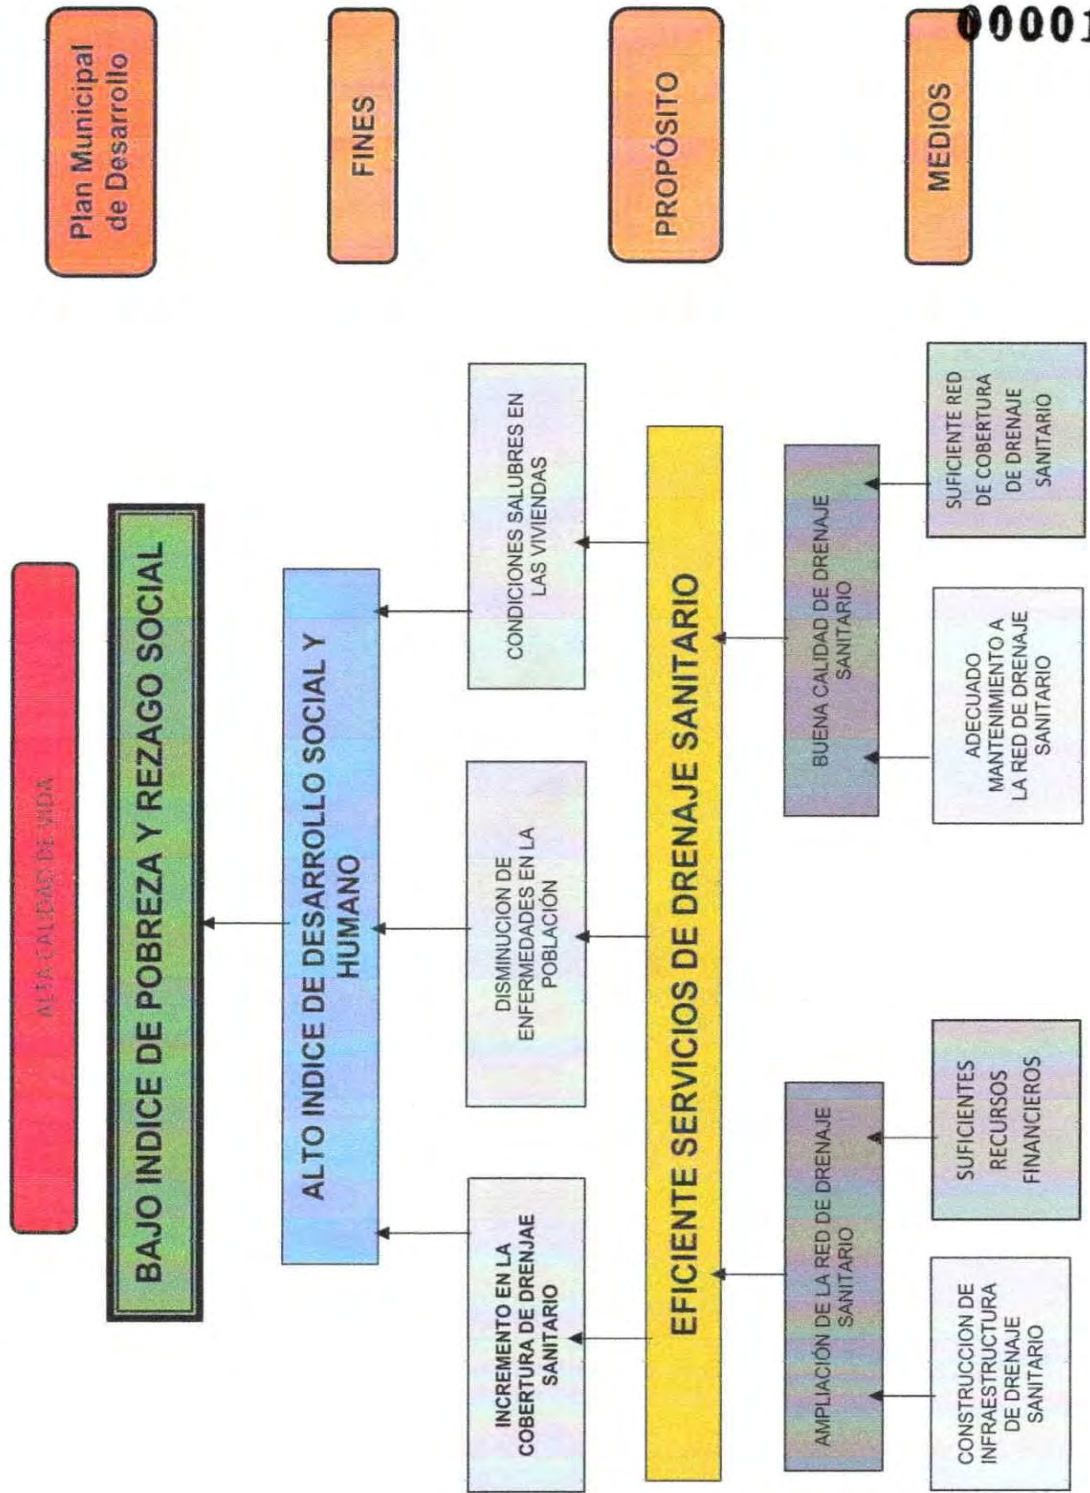 ALTA CALIDAD DE VIDA
Plan Municipal
de Desarrollo
BAJO INDICE DE POBREZA Y REZAGO SOCIAL
ALTO INDICE DE DESARROLLO SOCIAL Y
HUMANO
FINES
INCREMENTO EN LA
COBERTURA DE DRENJAE
SANITARIO
DISMINUCION DE
ENFERMEDADES EN LA
POBLACIÓN
CONDICIONES SALUBRES EN
LAS VIVIENDAS
EFICIENTE SERVICIOS DE DRENAJE SANITARIO
PROPÓSITO
AMPLIACIÓN DE LA RED DE DRENAJE
SANITARIO
BUENA CALIDAD DE DRENAJE
SANITARIO
CONSTRUCCION DE
INFRAESTRUCTURA
DE DRENAJE
SANITARIO
SUFICIENTES
RECURSOS
FINANCIEROS
ADECUADO
MANTENIMIENTO A
LA RED DE DRENAJE
SANITARIO
SUFICIENTE RED
DE COBERTURA
DE DRENAJE
SANITARIO
MEDIOS
00001